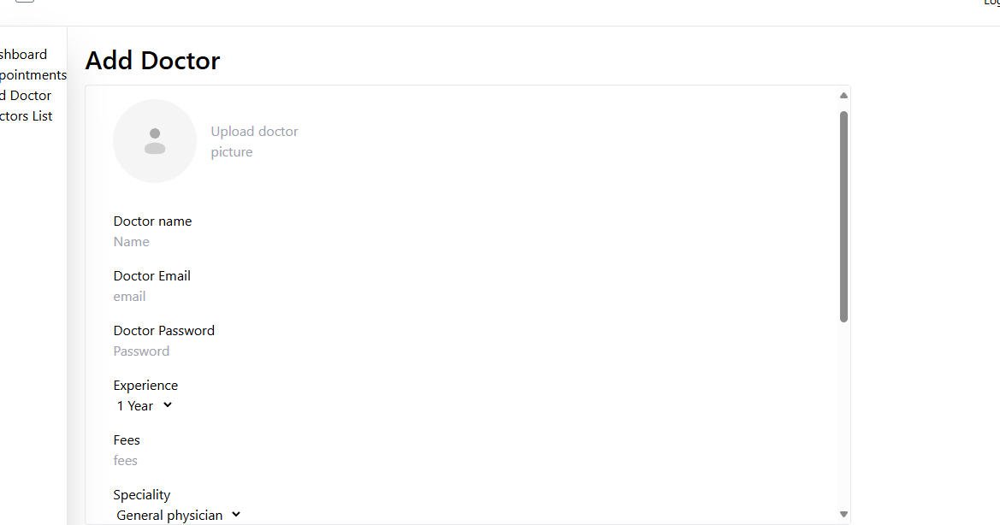 Log
shboard
pointments
d Doctor
ctors List
Add Doctor
Upload doctor
picture
Doctor name
Name
Doctor Email
email
Doctor Password
Password
Experience
1 Year
Fees
fees
Speciality
General physician